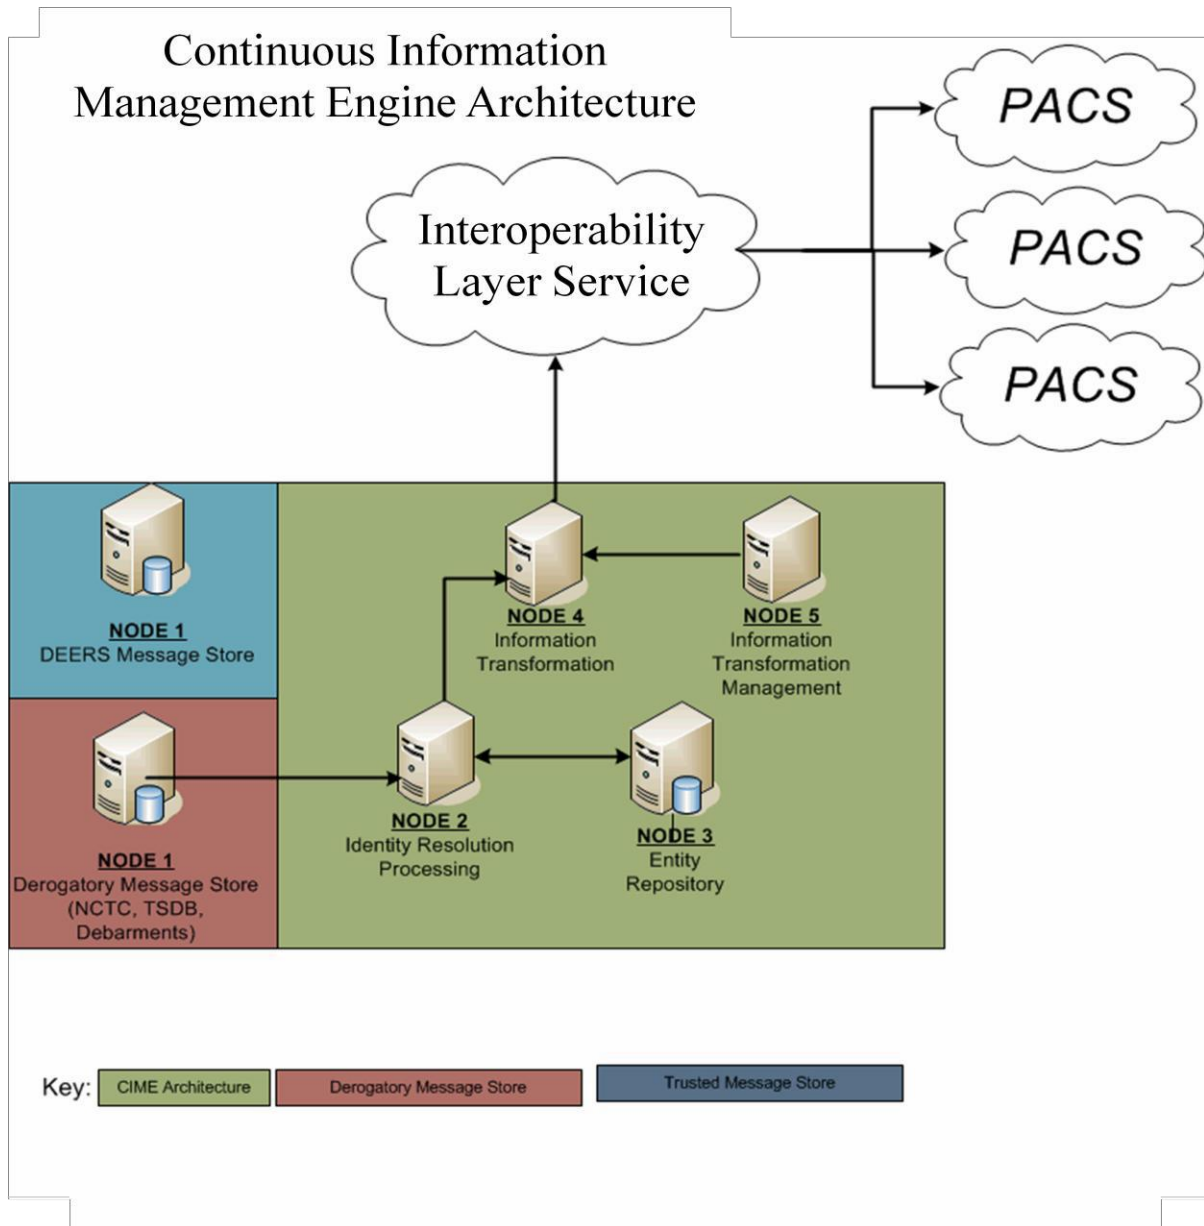 Continuous Information
Management Engine Architecture
PACS
Interoperability
Layer Service
PACS
PACS
NODE 1
DEERS Message Store
NODE 4
Information
Transformation
NODE 5
Information
Transformation
Management
NODE 1
Derogatory Message Store
(NCTC, TSDB,
Debarments)
NODE 2
Identity Resolution
Processing
NODE 3
Entity
Repository
Key:
CIME Architecture
Derogatory Message Store
Trusted Message Store